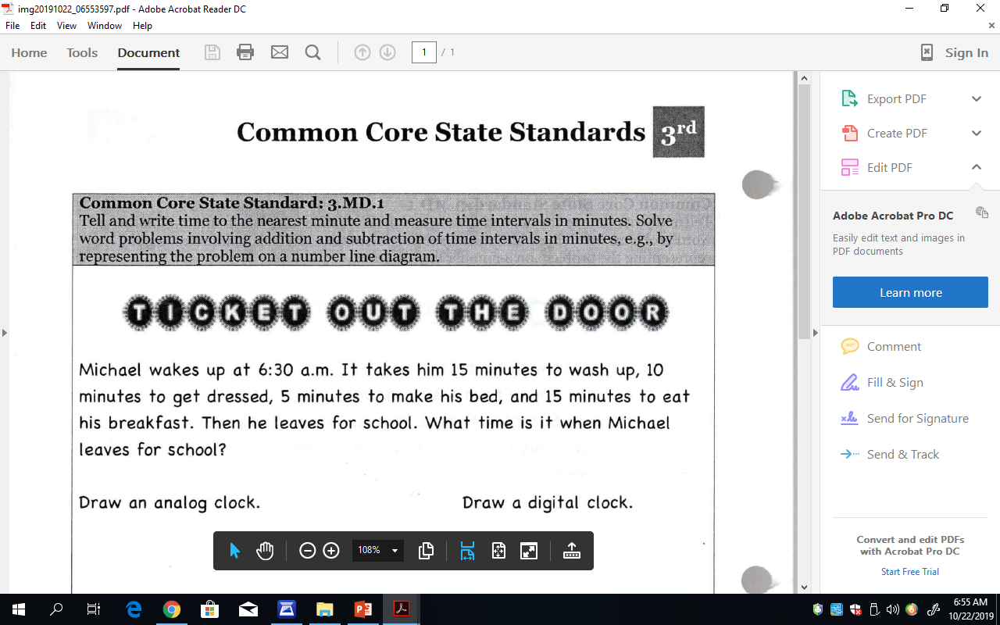 img20191022_06553597.pdf - Adobe Acrobat Reader DC
File Edit View Window Help
Home Tools Document 1 / 1 Sign In
Export PDF
Create PDF
Edit PDF
Adobe Acrobat Pro DC
Easily edit text and images in
PDF documents
Learn more
Comment
Fill & Sign
Send for Signature
Send & Track
Convert and edit PDFs
with Acrobat Pro DC
Start Free Trial
Common Core State Standards 3rd
Common Core State Standard: 3.MD.1
Tell and write time to the nearest minute and measure time intervals in minutes. Solve
word problems involving addition and subtraction of time intervals in minutes, e.g., by
representing the problem on a number line diagram.
TICKET OUT THE DOOR
Michael wakes up at 6:30 a.m. It takes him 15 minutes to wash up, 10
minutes to get dressed, 5 minutes to make his bed, and 15 minutes to eat
his breakfast. Then he leaves for school. What time is it when Michael
leaves for school?
Draw an analog clock. Draw a digital clock.
108%
6:55 AM
10/22/2019